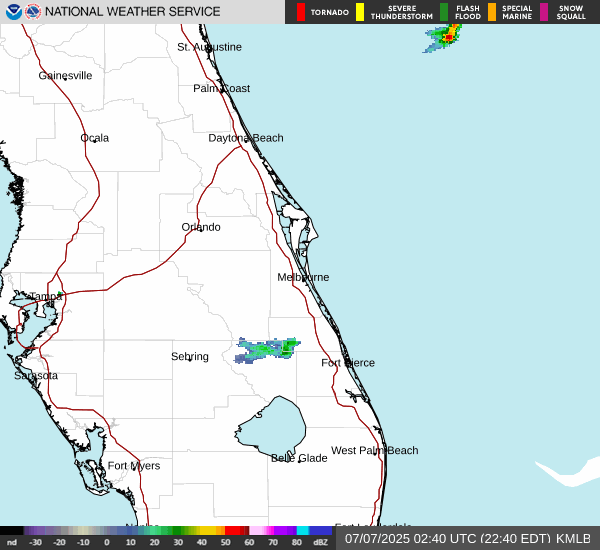 NATIONAL WEATHER SERVICE
TORNADO
SEVERE THUNDERSTORM
FLASH FLOOD
SPECIAL MARINE
SNOW SQUALL
St. Augustine
Gainesville
Palm Coast
Ocala
Daytona Beach
Orlando
Melbourne
Tampa
Sebring
Fort Pierce
Sarasota
West Palm Beach
Belle Glade
Fort Myers
nd -30 -20 -10 0 10 20 30 40 50 60 70 80 dBZ
07/07/2025 02:40 UTC (22:40 EDT) KMLB